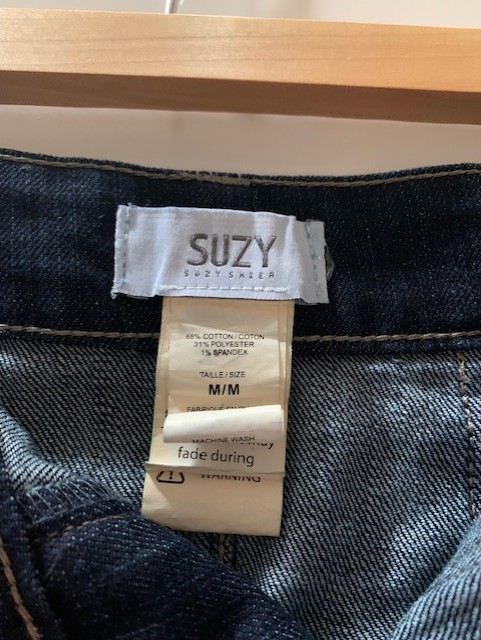 SUZY
SUZY SHIER
68% COTTON / COTON
31% POLYESTER
1% SPANDEX
TAILLE / SIZE
M/M
MACHINE WASH
fade during
WARNING